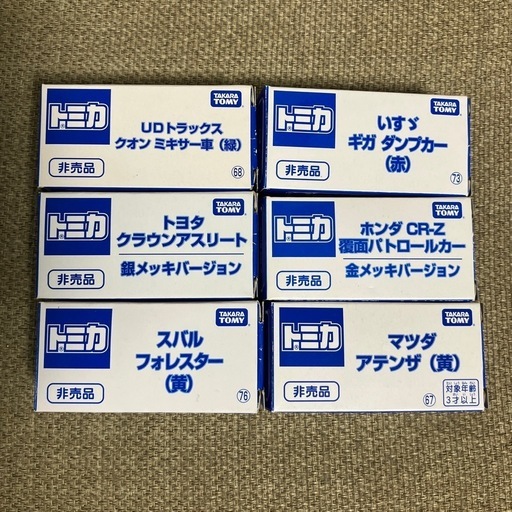 トミカ
TAKARA TOMY
UDトラックス
クオン ミキサー車（緑）
非売品
68
トミカ
TAKARA TOMY
いすゞ
ギガ ダンプカー
（赤）
非売品
73
トミカ
TAKARA TOMY
トヨタ
クラウンアスリート
銀メッキバージョン
非売品
トミカ
TAKARA TOMY
ホンダ CR-Z
覆面パトロールカー
金メッキバージョン
非売品
トミカ
TAKARA TOMY
スバル
フォレスター
（黄）
非売品
76
トミカ
TAKARA TOMY
マツダ
アテンザ（黄）
非売品
67
対象年齢
3才以上